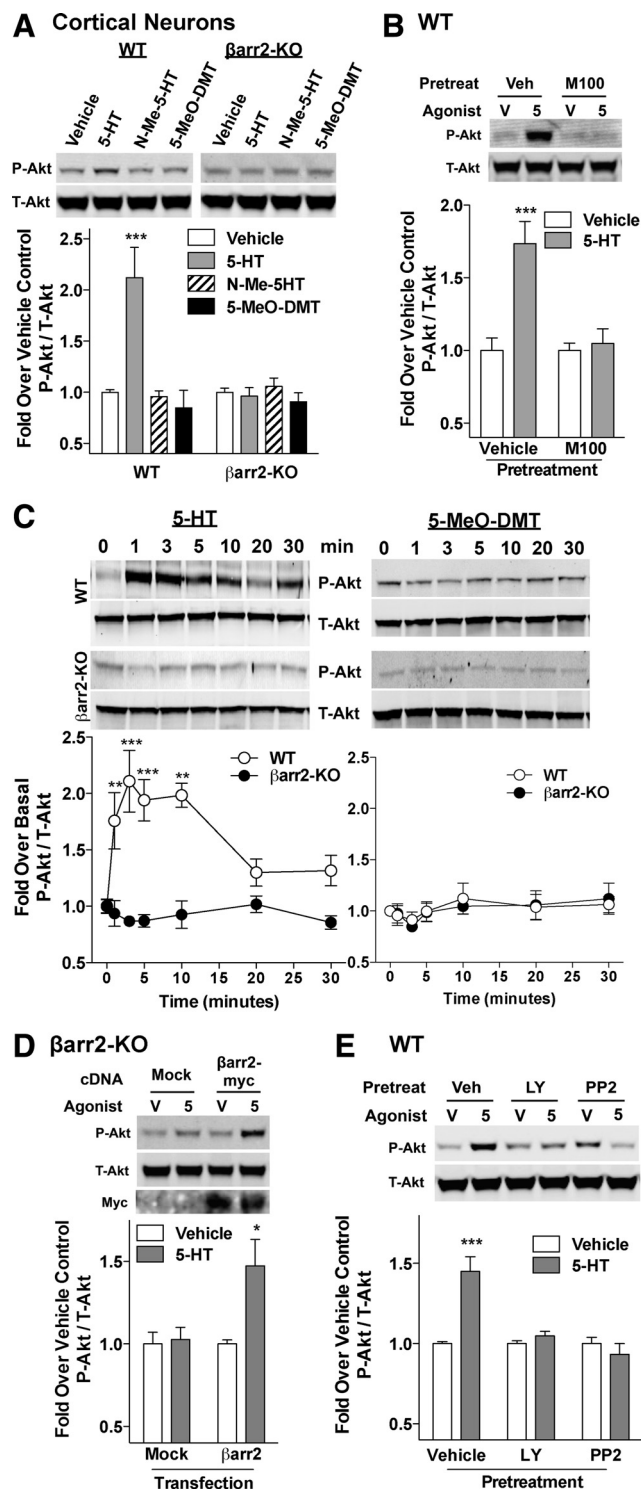 A Cortical Neurons
WT βarr2-KO
Vehicle 5-HT N-Me-5-HT 5-MeO-DMT Vehicle 5-HT N-Me-5-HT 5-MeO-DMT
P-Akt
T-Akt
Fold Over Vehicle Control
P-Akt / T-Akt
2.5
2.0
1.5
1.0
0.5
***
Vehicle
5-HT
N-Me-5HT
5-MeO-DMT
WT βarr2-KO
B WT
Pretreat Veh M100
Agonist V 5 V 5
P-Akt
T-Akt
Fold Over Vehicle Control
P-Akt / T-Akt
2.0
1.5
1.0
0.5
***
Vehicle
5-HT
Vehicle M100
Pretreatment
C
5-HT 5-MeO-DMT
0 1 3 5 10 20 30 min 0 1 3 5 10 20 30
WT
P-Akt
T-Akt
βarr2-KO
P-Akt
T-Akt
Fold Over Basal
P-Akt / T-Akt
2.5
2.0
1.5
1.0
0.5
** *** *** **
WT
βarr2-KO
0 5 10 15 20 25 30
Time (minutes)
2.5
2.0
1.5
1.0
0.5
WT
βarr2-KO
0 5 10 15 20 25 30
Time (minutes)
D βarr2-KO
cDNA Mock βarr2-
myc
Agonist V 5 V 5
P-Akt
T-Akt
Myc
Fold Over Vehicle Control
P-Akt / T-Akt
1.5
1.0
0.5
Vehicle
5-HT
*
Mock βarr2
Transfection
E WT
Pretreat Veh LY PP2
Agonist V 5 V 5 V 5
P-Akt
T-Akt
Fold Over Vehicle Control
P-Akt / T-Akt
1.5
1.0
0.5
***
Vehicle
5-HT
Vehicle LY PP2
Pretreatment